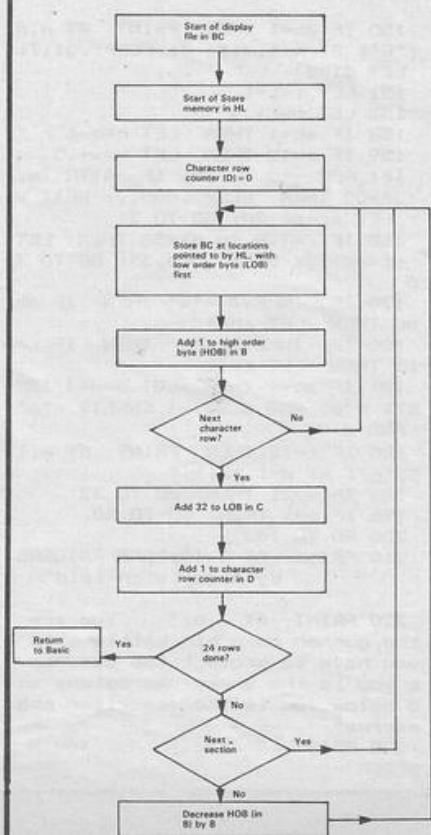 Start of display
file in BC
Start of Store
memory in HL
Character row
counter (D) = 0
Store BC at locations
pointed to by HL, with
low order byte (LOB)
first
Add 1 to high order
byte (HOB) in B
Next
character
row?
No
Yes
Add 32 to LOB in C
Add 1 to character
row counter in D
24 rows
done?
Yes
Return
to Basic
No
Next
section
Yes
No
Decrease HOB (in
B) by 8